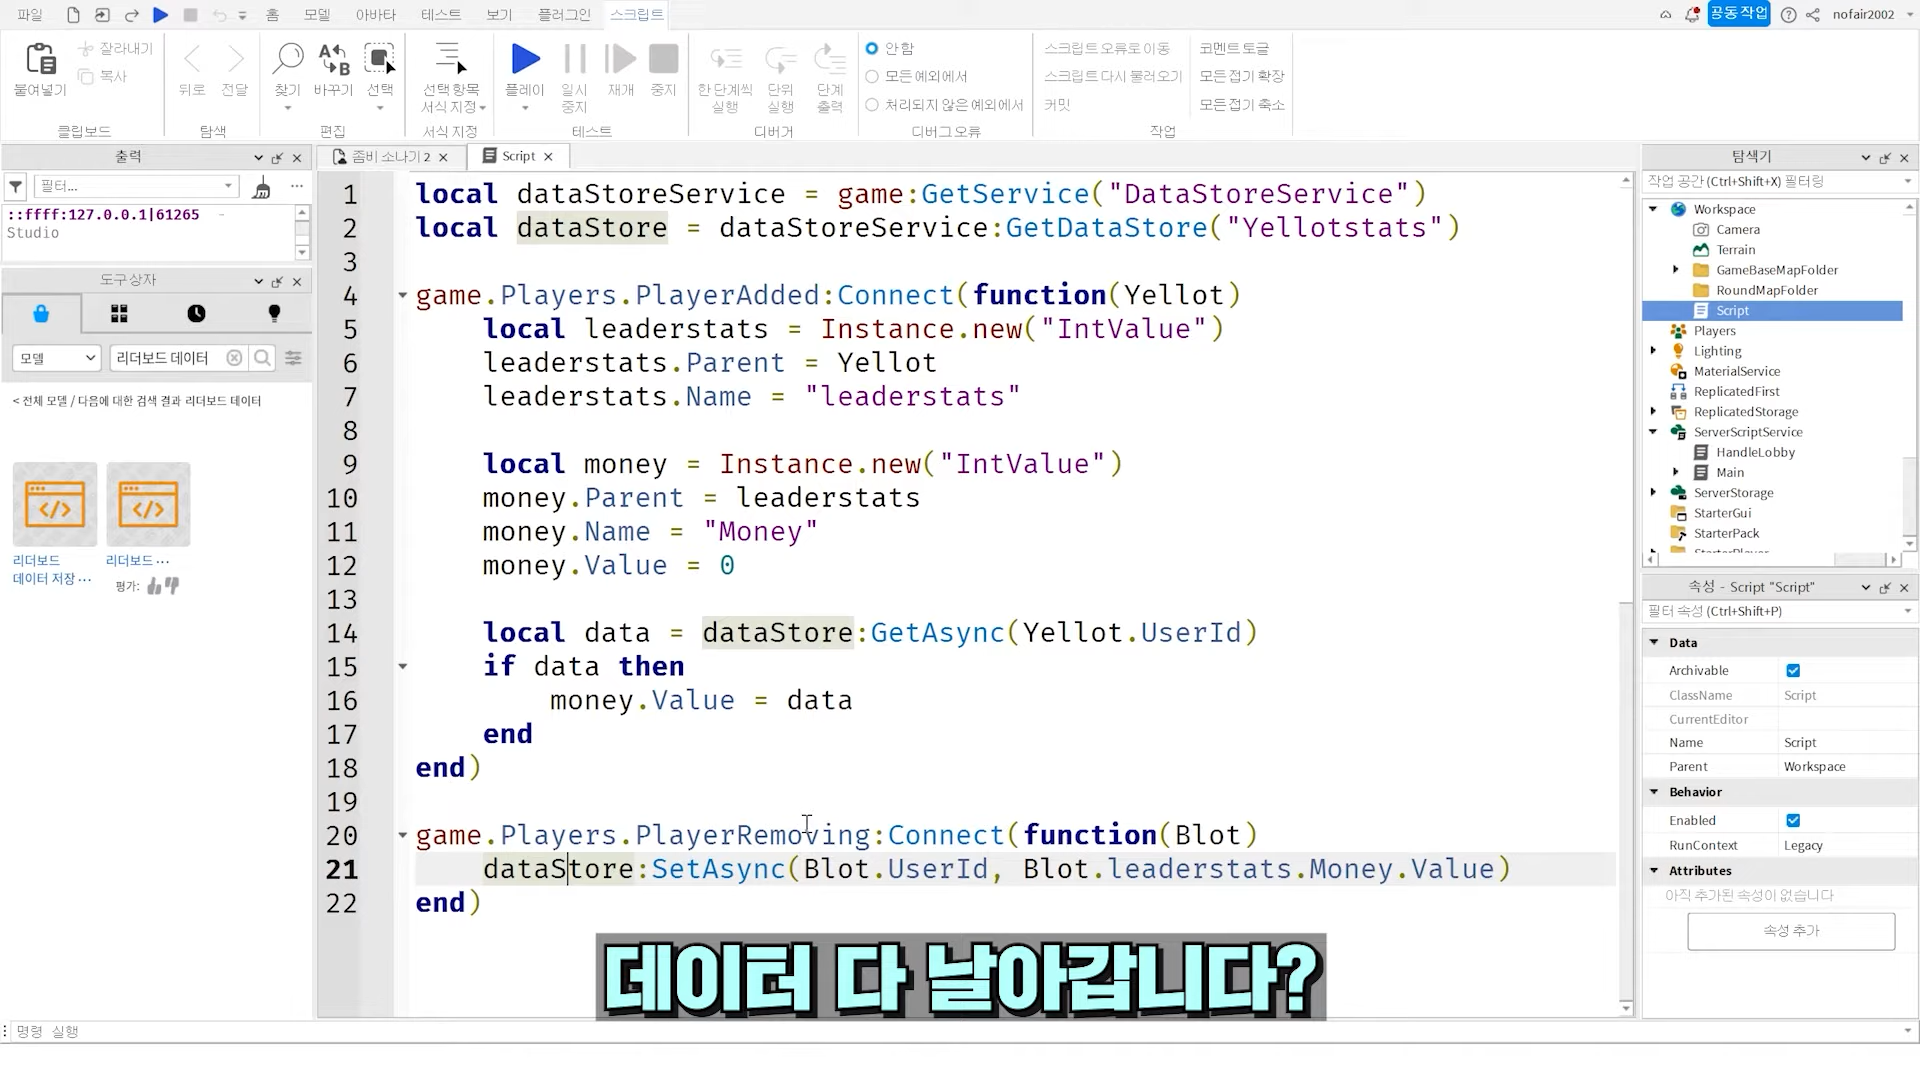 파일 홈 모델 아바타 테스트 보기 플러그인 스크립트 공동 작업 nofair2002
붙여넣기 잘라내기 복사 클립보드
뒤로 전달 탐색
찾기 바꾸기 선택 편집
선택 항목 서식 지정 서식 지정
플레이 일시 중지 재개 중지 테스트
한 단계씩 실행 단위 실행 단계 출력 디버거
안 함
모든 예외에서
처리되지 않은 예외에서
디버그 오류
스크립트 오류로 이동 코멘트 토글
스크립트 다시 불러오기 모든 접기 확장
커밋 모든 접기 축소
작업
출력
필터...
::ffff:127.0.0.1|61265 -
Studio
도구 상자
모델 리더보드 데이터
< 전체 모델 / 다음에 대한 검색 결과 리더보드 데이터
리더보드 데이터 저장 ...
리더보드 ...
평가:
좀비 소나기 2 Script
1 local dataStoreService = game:GetService("DataStoreService")
2 local dataStore = dataStoreService:GetDataStore("Yellotstats")
3
4 game.Players.PlayerAdded:Connect(function(Yellot)
5 local leaderstats = Instance.new("IntValue")
6 leaderstats.Parent = Yellot
7 leaderstats.Name = "leaderstats"
8
9 local money = Instance.new("IntValue")
10 money.Parent = leaderstats
11 money.Name = "Money"
12 money.Value = 0
13
14 local data = dataStore:GetAsync(Yellot.UserId)
15 if data then
16 money.Value = data
17 end
18 end)
19
20 game.Players.PlayerRemoving:Connect(function(Blot)
21 dataStore:SetAsync(Blot.UserId, Blot.leaderstats.Money.Value)
22 end)
데이터 다 날아갑니다?
탐색기
작업 공간 (Ctrl+Shift+X) 필터링
Workspace
Camera
Terrain
GameBaseMapFolder
RoundMapFolder
Script
Players
Lighting
MaterialService
ReplicatedFirst
ReplicatedStorage
ServerScriptService
HandleLobby
Main
ServerStorage
StarterGui
StarterPack
StarterPlayer
속성 - Script "Script"
필터 속성 (Ctrl+Shift+P)
Data
Archivable
ClassName Script
CurrentEditor
Name Script
Parent Workspace
Behavior
Enabled
RunContext Legacy
Attributes
아직 추가된 속성이 없습니다
속성 추가
명령 실행